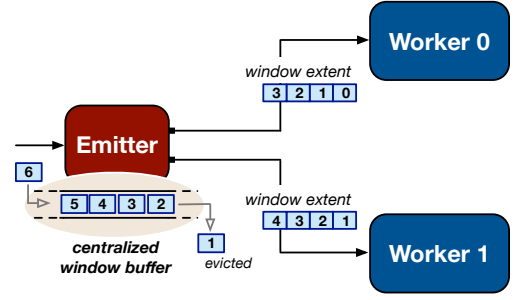 Worker 0
window extent
3 2 1 0
Emitter
6
5 4 3 2
centralized
window buffer
1
evicted
window extent
4 3 2 1
Worker 1